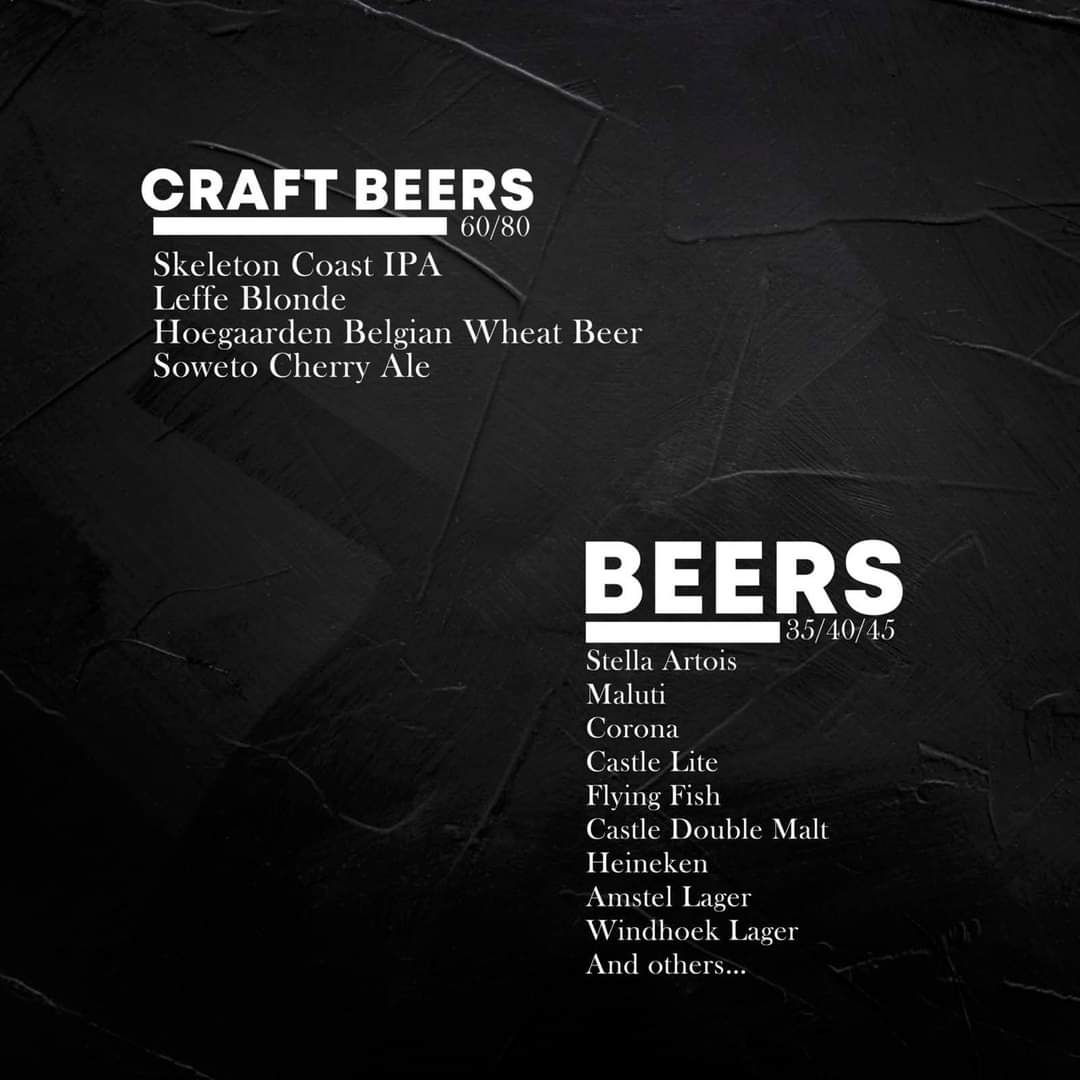 CRAFT BEERS
60/80
Skeleton Coast IPA
Leffe Blonde
Hoegaarden Belgian Wheat Beer
Soweto Cherry Ale
BEERS
35/40/45
Stella Artois
Maluti
Corona
Castle Lite
Flying Fish
Castle Double Malt
Heineken
Amstel Lager
Windhoek Lager
And others...